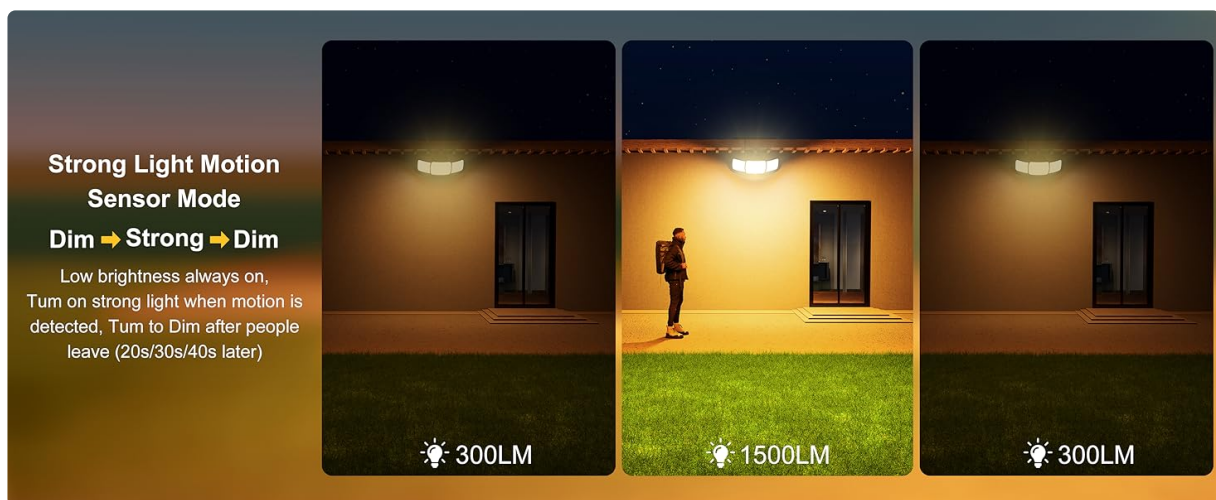 Strong Light Motion
Sensor Mode
Dim ➡ Strong ➡ Dim
Low brightness always on,
Tum on strong light when motion is
detected, Tum to Dim after people
leave (20s/30s/40s later)
300LM
1500LM
300LM